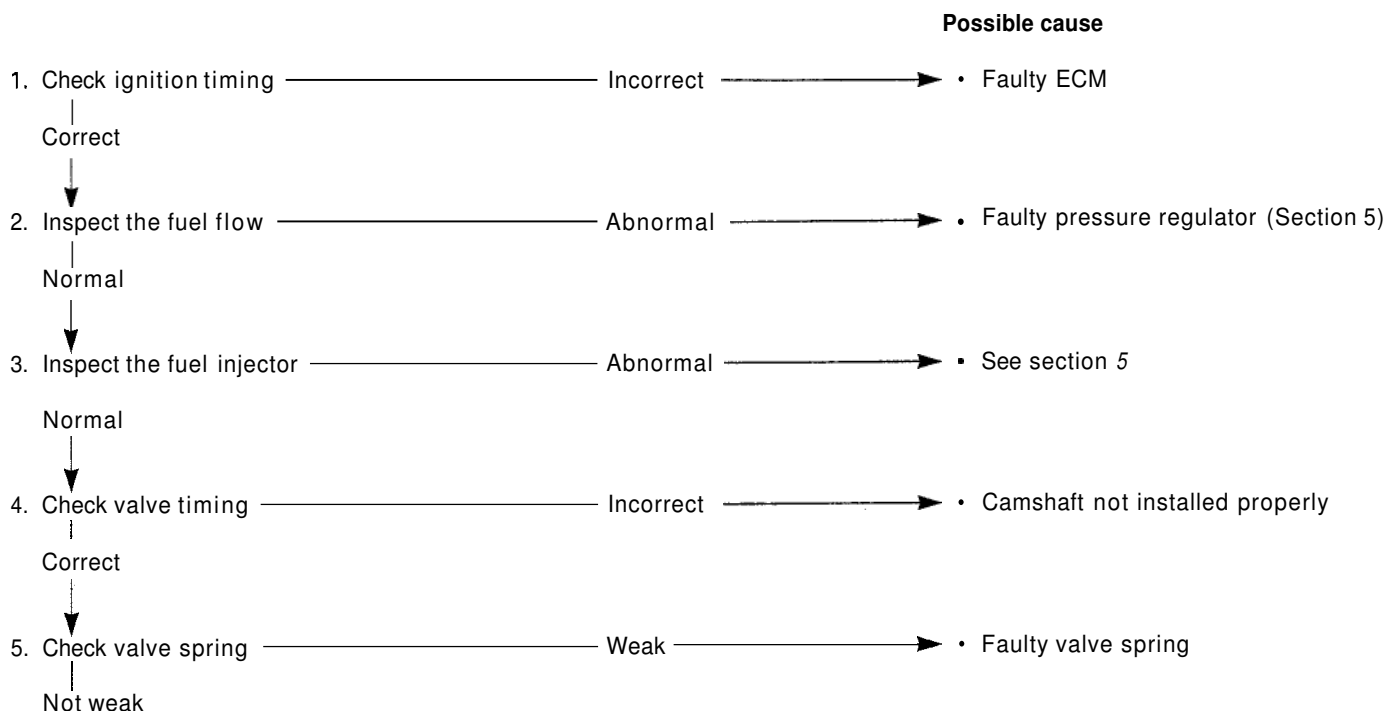 Possible cause
1. Check ignition timing Incorrect • Faulty ECM
Correct
2. Inspect the fuel flow Abnormal • Faulty pressure regulator (Section 5)
Normal
3. Inspect the fuel injector Abnormal • See section 5
Normal
4. Check valve timing Incorrect • Camshaft not installed properly
Correct
5. Check valve spring Weak • Faulty valve spring
Not weak